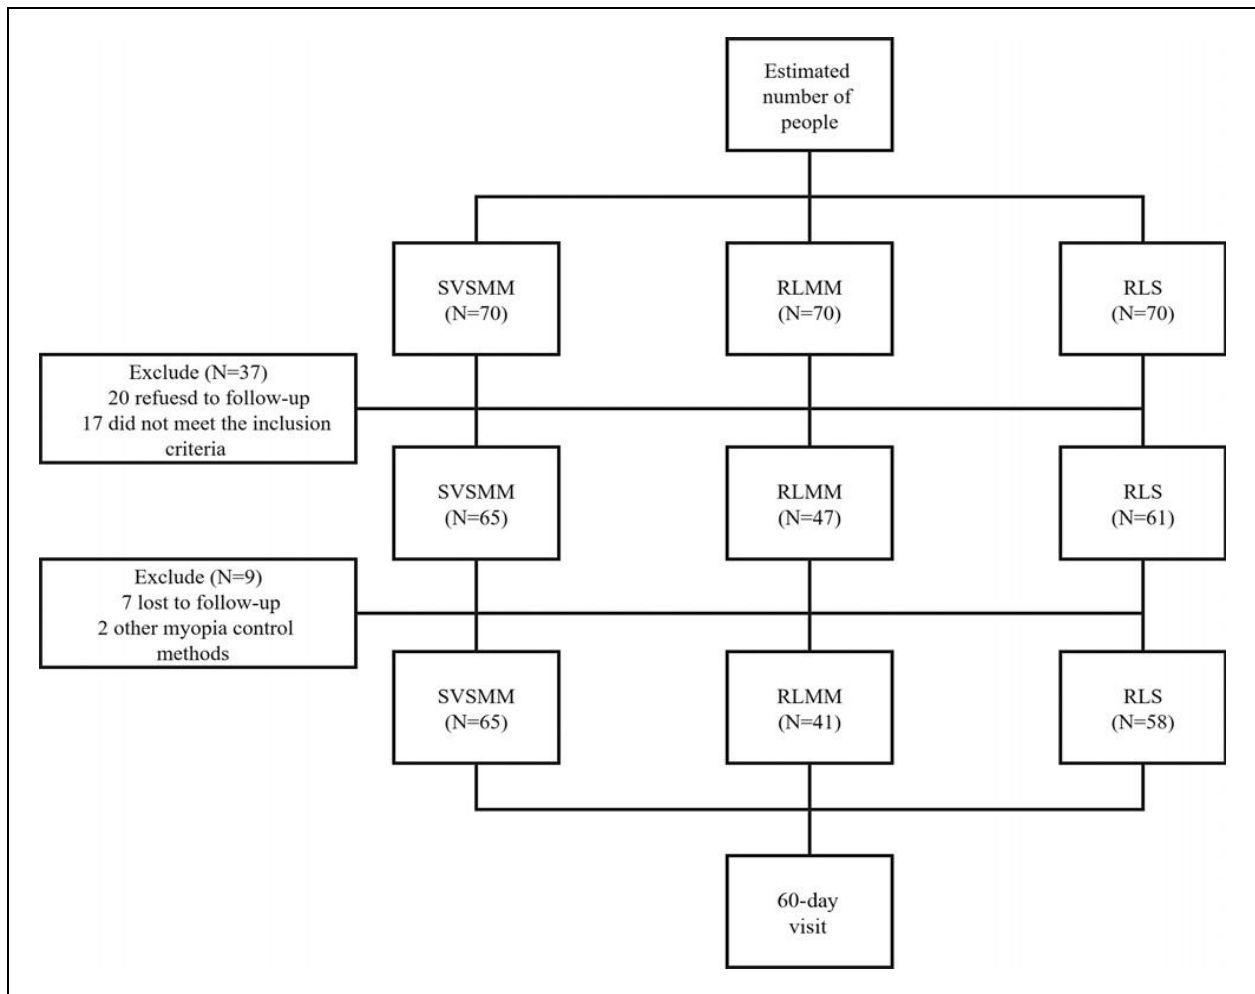 Estimated
number of
people
SVSMM
(N=70)
RLMM
(N=70)
RLS
(N=70)
Exclude (N=37)
20 refuesd to follow-up
17 did not meet the inclusion
criteria
SVSMM
(N=65)
RLMM
(N=47)
RLS
(N=61)
Exclude (N=9)
7 lost to follow-up
2 other myopia control
methods
SVSMM
(N=65)
RLMM
(N=41)
RLS
(N=58)
60-day
visit